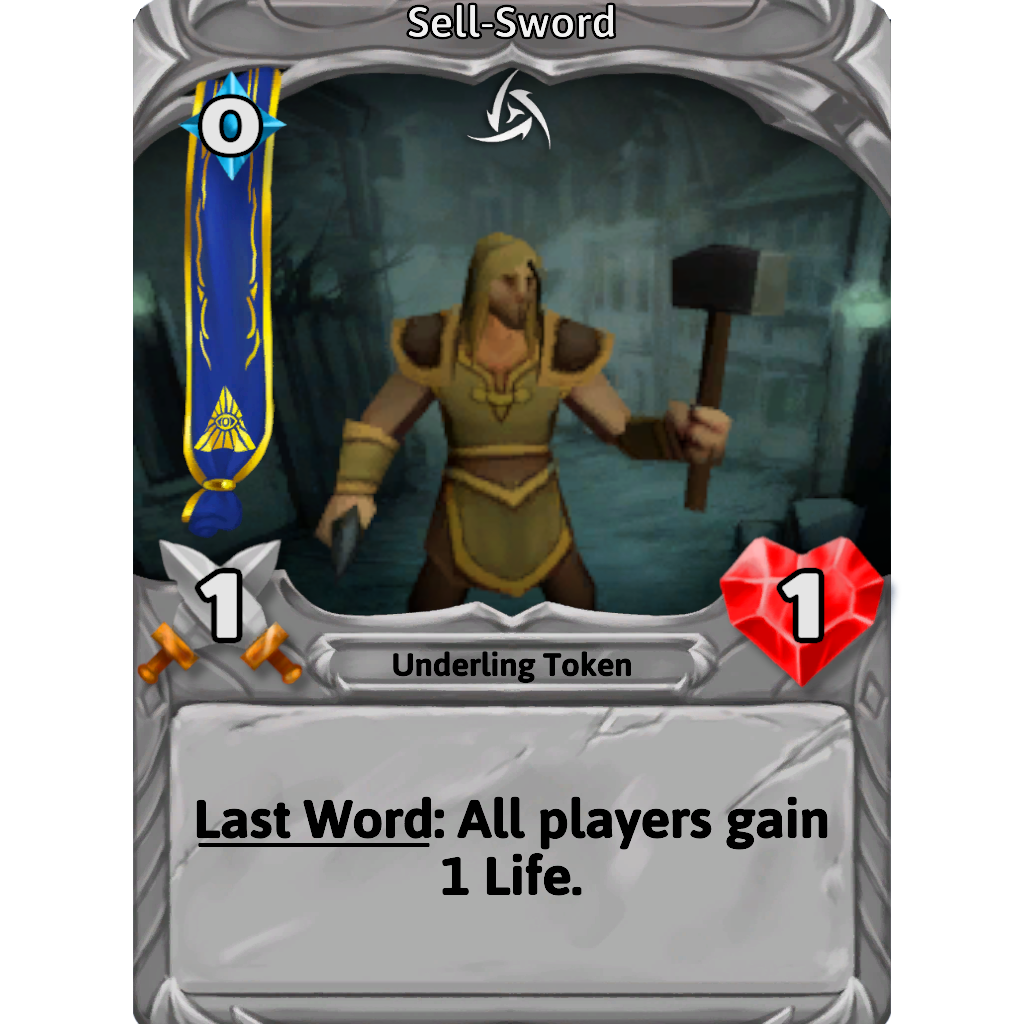 Sell-Sword
0
1
1
Underling Token
Last Word: All players gain
1 Life.